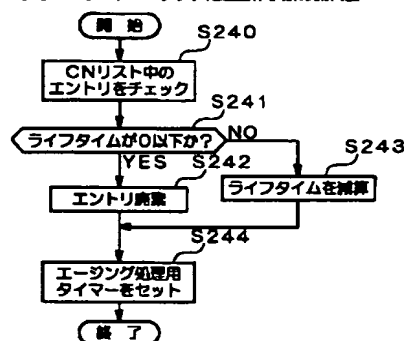 開 始
S240
CNリスト中の
エントリをチェック
S241
ライフタイムが0以下か?
NO
YES
S242
S243
エントリ廃棄
ライフタイムを減算
S244
エージング処理用
タイマーをセット
終 了